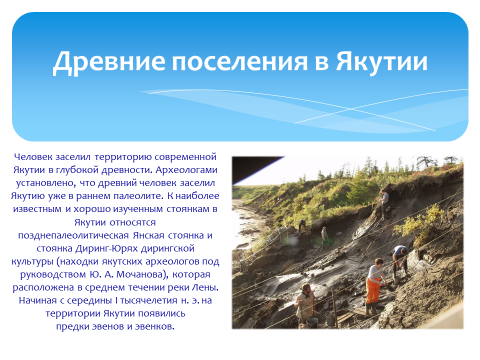 Древние поселения в Якутии
Человек заселил территорию современной
Якутии в глубокой древности. Археологами
установлено, что древний человек заселил
Якутию уже в раннем палеолите. К наиболее
известным и хорошо изученным стоянкам в
Якутии относятся
позднепалеолитическая Янская стоянка и
стоянка Диринг-Юрях дирингской
культуры (находки якутских археологов под
руководством Ю. А. Мочанова), которая
расположена в среднем течении реки Лены.
Начиная с середины I тысячелетия н. э. на
территории Якутии появились
предки эвенов и эвенков.